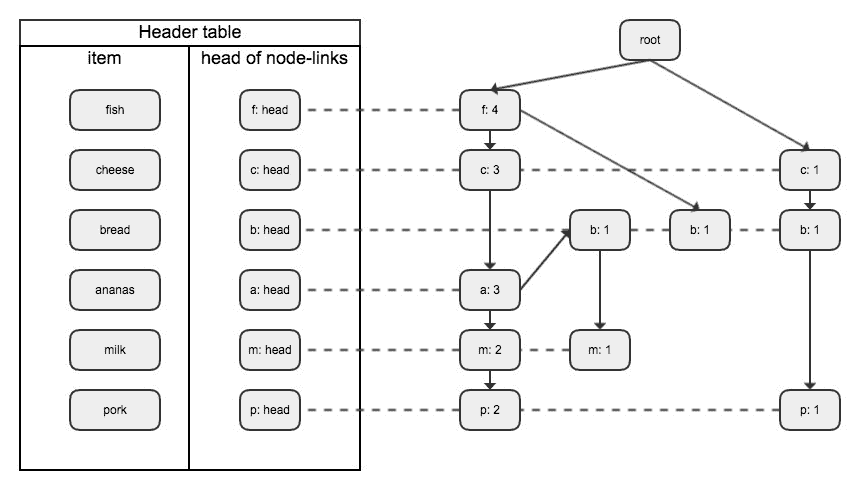 Header table
item
head of node-links
root
fish
f: head
f: 4
cheese
c: head
c: 3
c: 1
bread
b: head
b: 1
b: 1
b: 1
ananas
a: head
a: 3
milk
m: head
m: 2
m: 1
pork
p: head
p: 2
p: 1